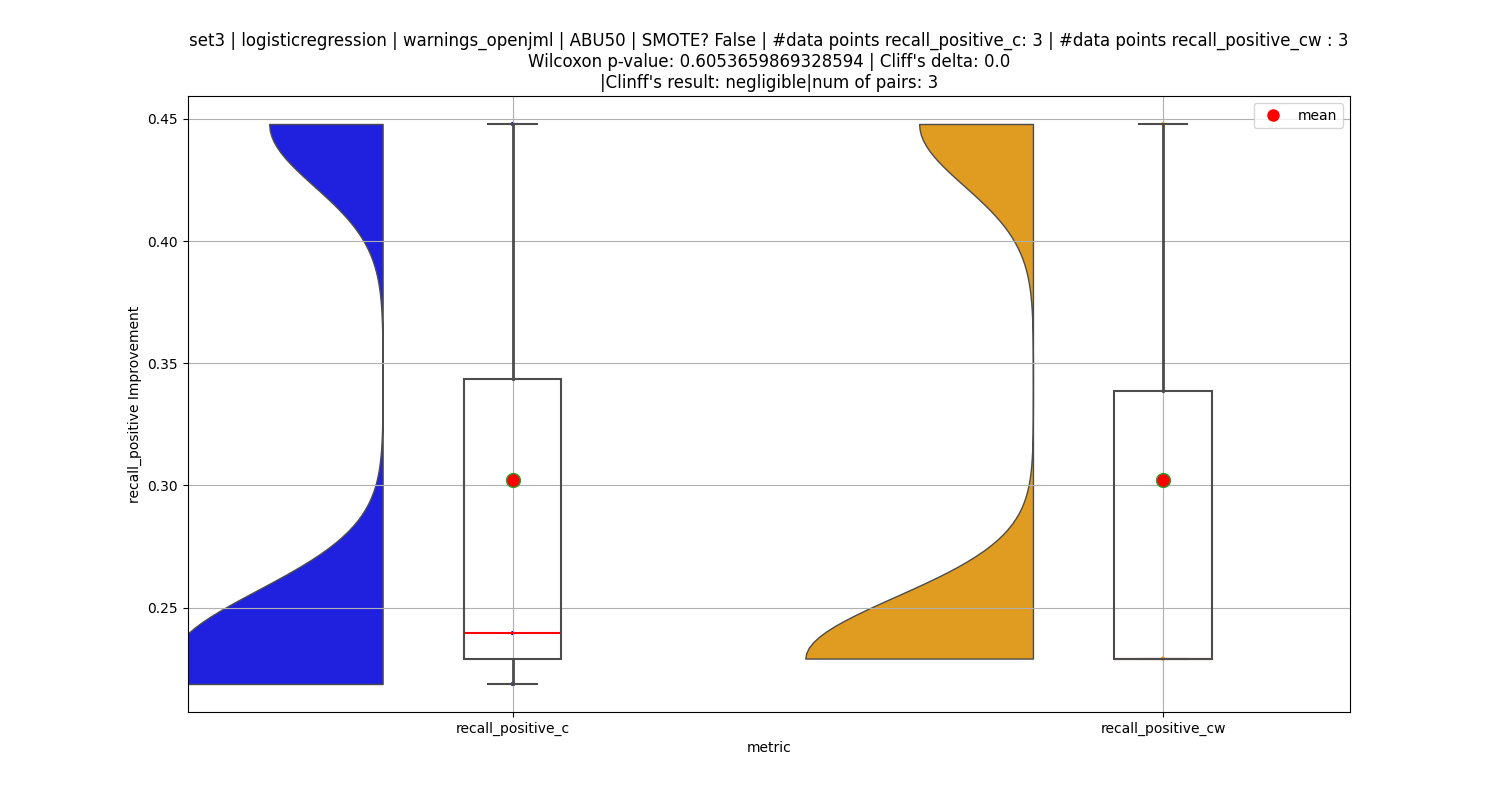 set3 | logisticregression | warnings_openjml | ABU50 | SMOTE? False | #data points recall_positive_c: 3 | #data points recall_positive_cw : 3
Wilcoxon p-value: 0.6053659869328594 | Cliff's delta: 0.0
|Clinff's result: negligible|num of pairs: 3
mean
0.45
0.40
0.35
0.30
0.25
recall_positive Improvement
recall_positive_c
recall_positive_cw
metric